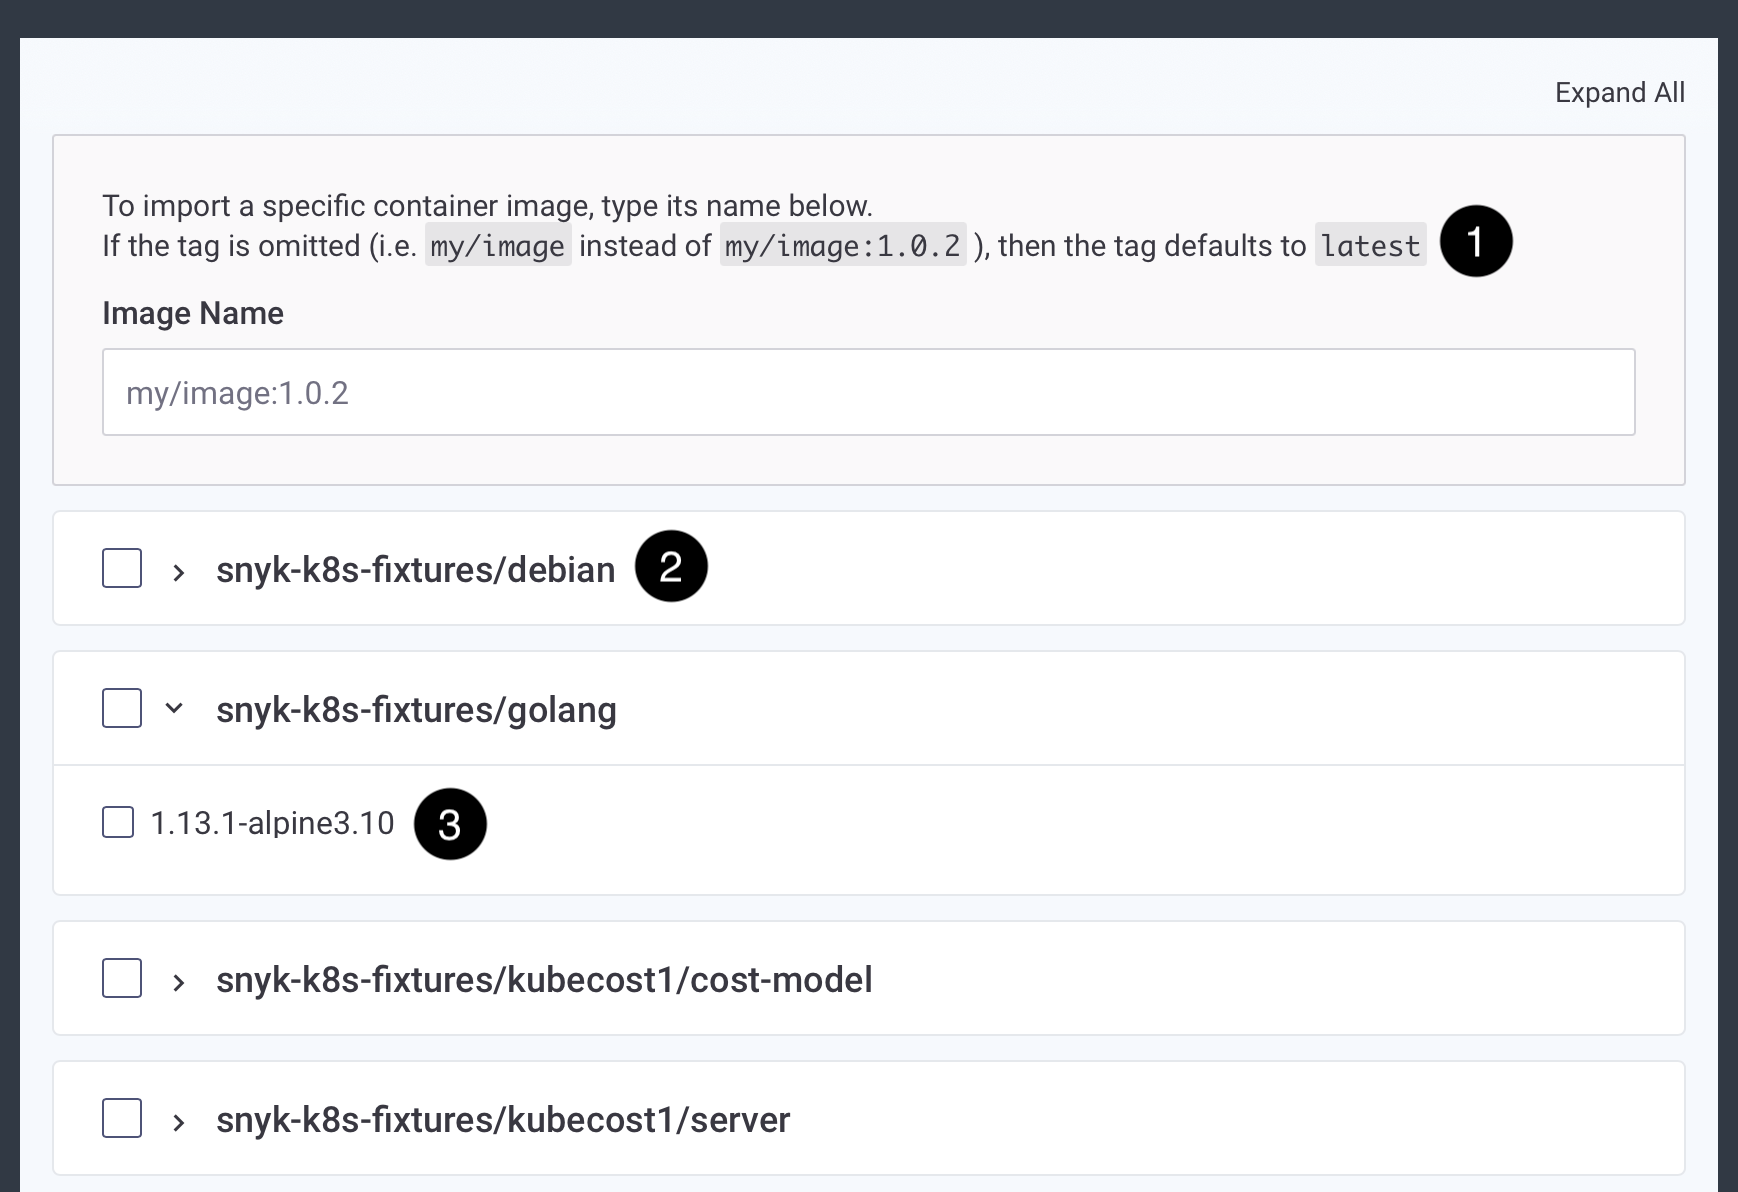 Expand All
To import a specific container image, type its name below.
If the tag is omitted (i.e. my/image instead of my/image:1.0.2 ), then the tag defaults to latest 1
Image Name
my/image:1.0.2
snyk-k8s-fixtures/debian 2
snyk-k8s-fixtures/golang
1.13.1-alpine3.10 3
snyk-k8s-fixtures/kubecost1/cost-model
snyk-k8s-fixtures/kubecost1/server